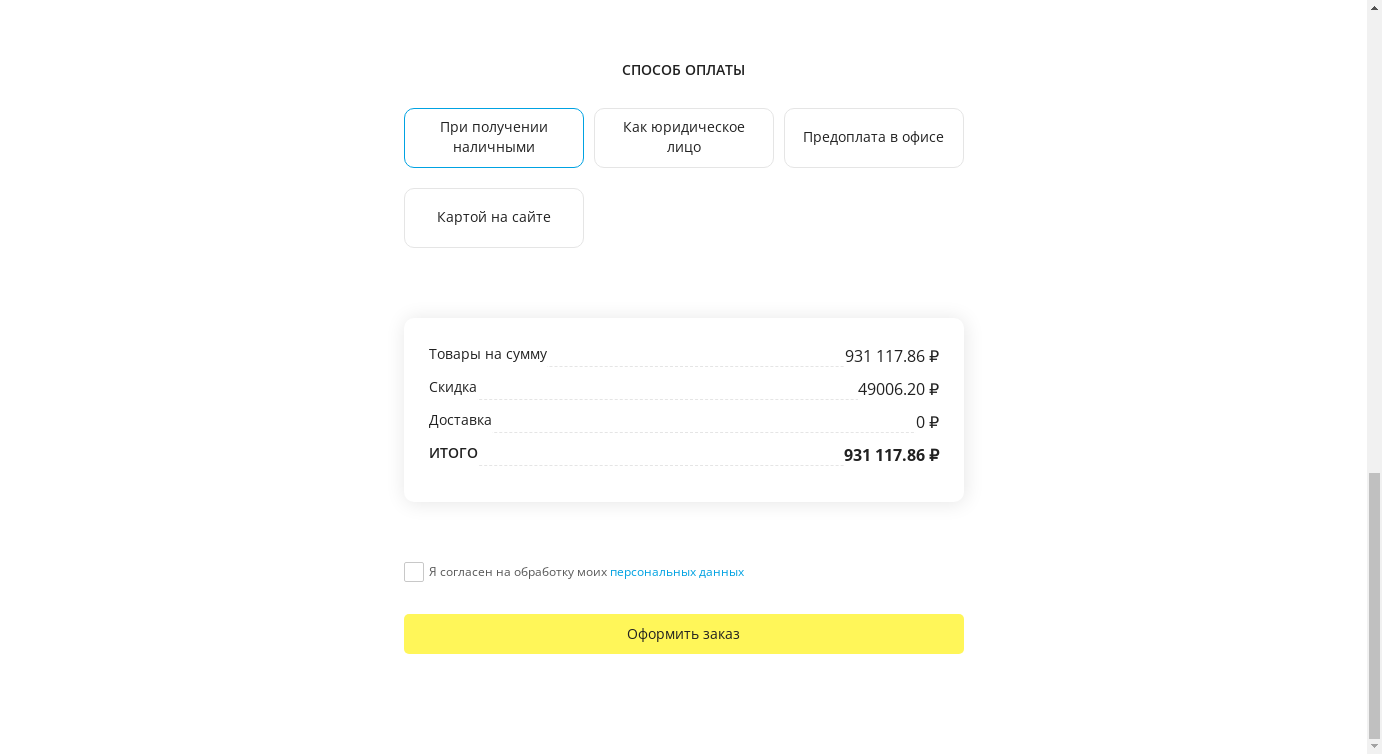 СПОСОБ ОПЛАТЫ
При получении
наличными
Как юридическое
лицо
Предоплата в офисе
Картой на сайте
Товары на сумму 931 117.86 ₽
Скидка 49006.20 ₽
Доставка 0 ₽
ИТОГО 931 117.86 ₽
Я согласен на обработку моих персональных данных
Оформить заказ